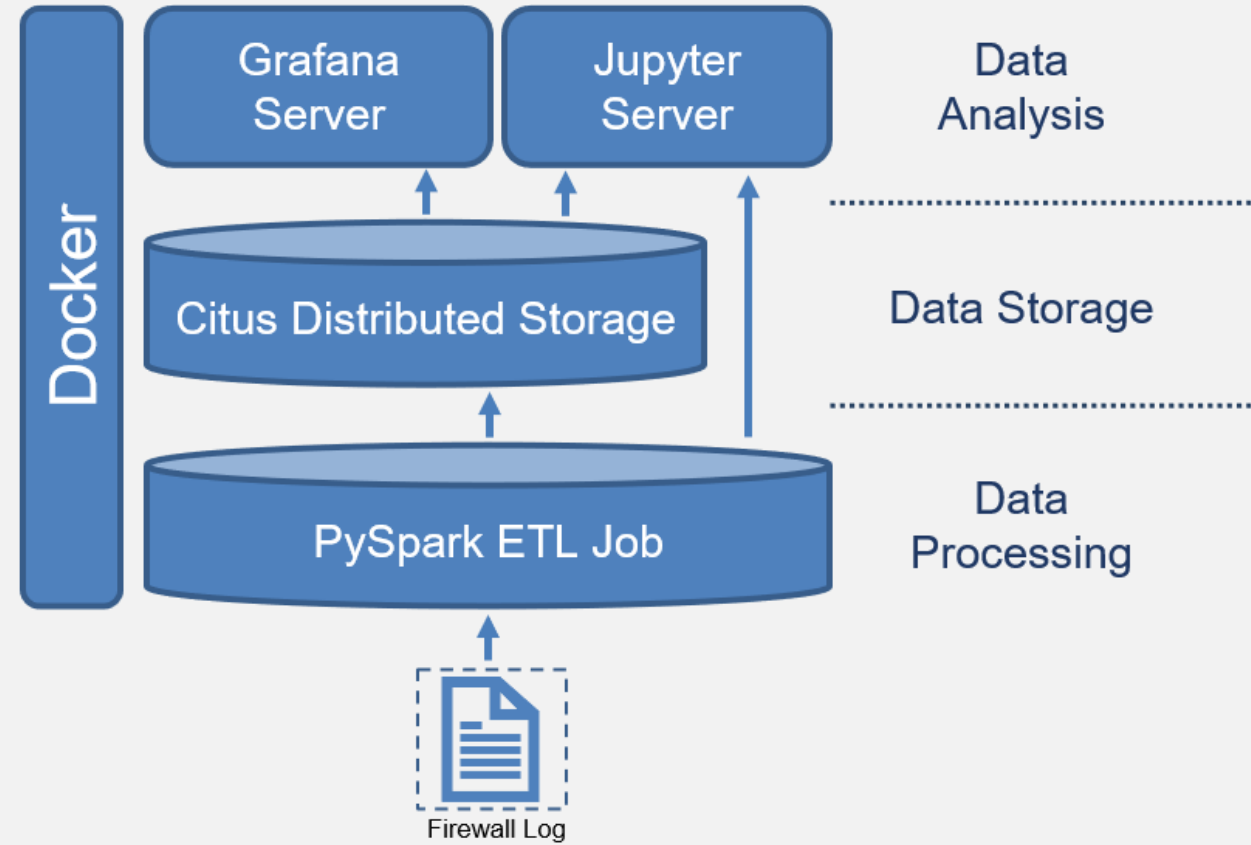 Docker
Grafana
Server
Jupyter
Server
Data
Analysis
Citus Distributed Storage
Data Storage
PySpark ETL Job
Data
Processing
Firewall Log